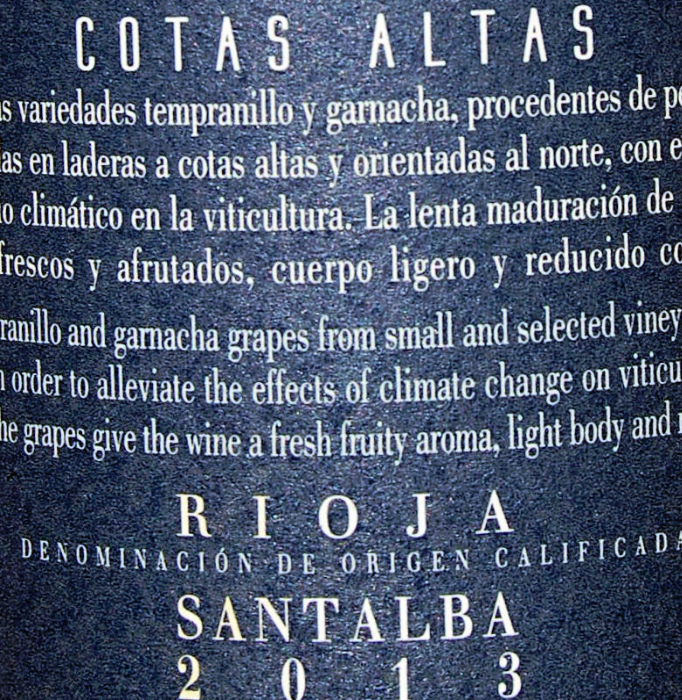 COTAS ALTAS
s variedades tempranillo y garnacha, procedentes de pe
as en laderas a cotas altas y orientadas al norte, con e
o climático en la viticultura. La lenta maduración de
frescos y afrutados, cuerpo ligero y reducido co
ranillo and garnacha grapes from small and selected viney
n order to alleviate the effects of climate change on viticu
he grapes give the wine a fresh fruity aroma, light body and
RIOJA
DENOMINACIÓN DE ORIGEN CALIFICADA
SANTALBA
2013